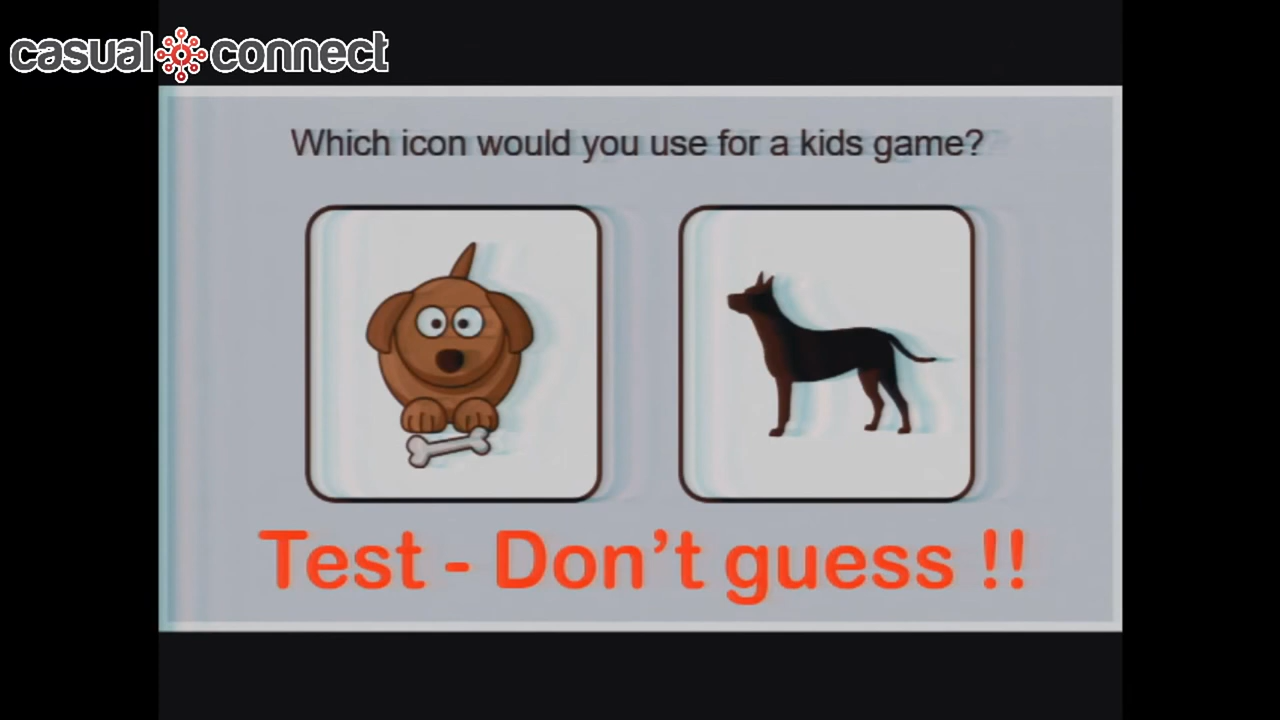 casual connect
Which icon would you use for a kids game?
Test - Don't guess !!